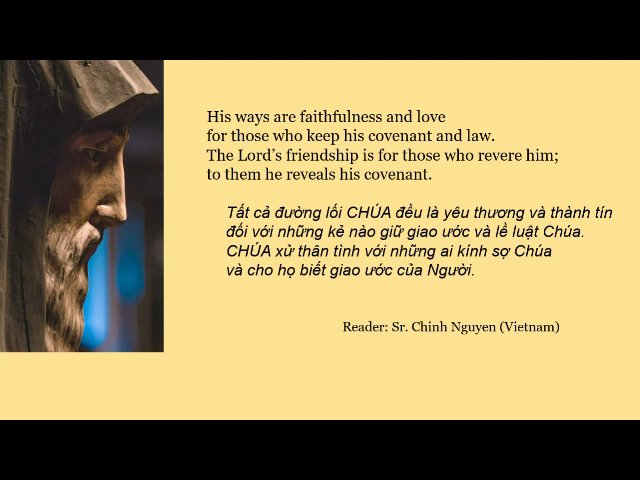 His ways are faithfulness and love
for those who keep his covenant and law.
The Lord’s friendship is for those who revere him;
to them he reveals his covenant.
Tất cả đường lối CHÚA đều là yêu thương và thành tín
đối với những kẻ nào giữ giao ước và lề luật Chúa.
CHÚA xử thân tình với những ai kính sợ Chúa
và cho họ biết giao ước của Người.
Reader: Sr. Chinh Nguyen (Vietnam)